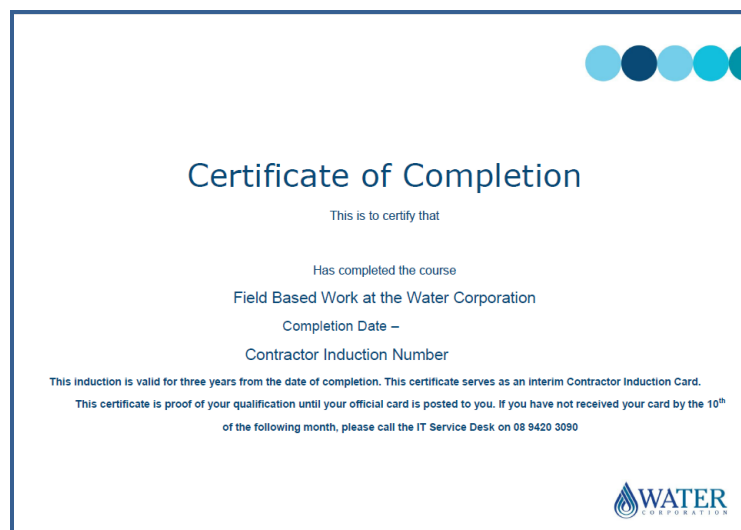 Certificate of Completion
This is to certify that
Has completed the course
Field Based Work at the Water Corporation
Completion Date –
Contractor Induction Number
This induction is valid for three years from the date of completion. This certificate serves as an interim Contractor Induction Card.
This certificate is proof of your qualification until your official card is posted to you. If you have not received your card by the 10th
of the following month, please call the IT Service Desk on 08 9420 3090
WATER
CORPORATION